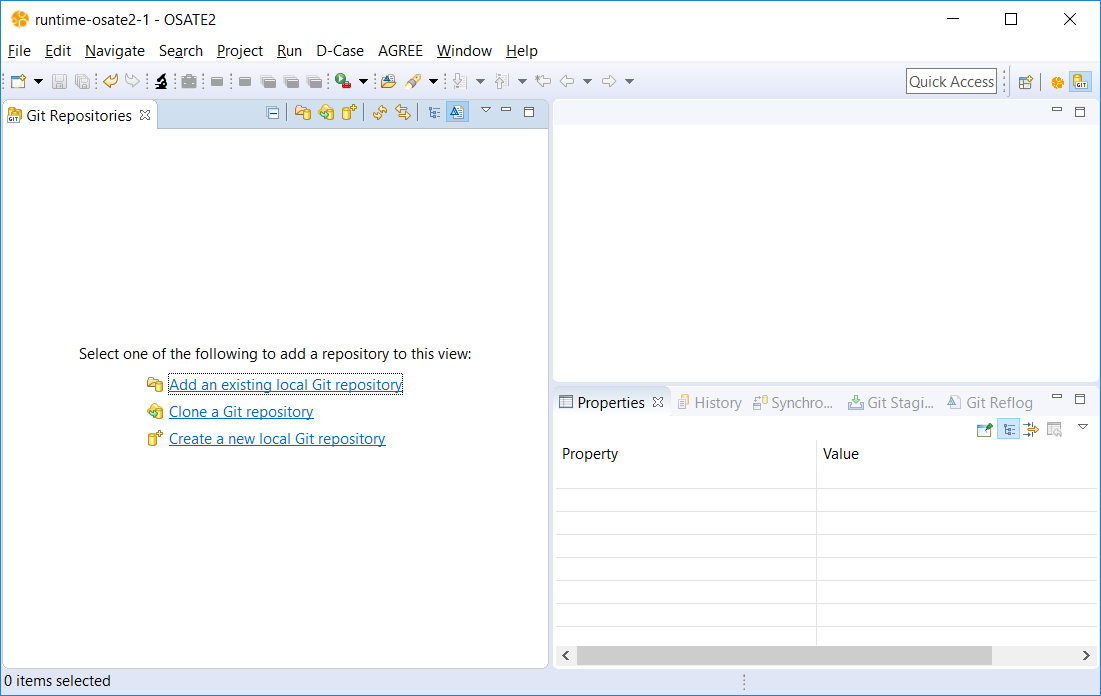 runtime-osate2-1 - OSATE2
File Edit Navigate Search Project Run D-Case AGREE Window Help
Quick Access
Git Repositories
Select one of the following to add a repository to this view:
Add an existing local Git repository
Clone a Git repository
Create a new local Git repository
Properties History Synchro... Git Stagi... Git Reflog
Property Value
0 items selected